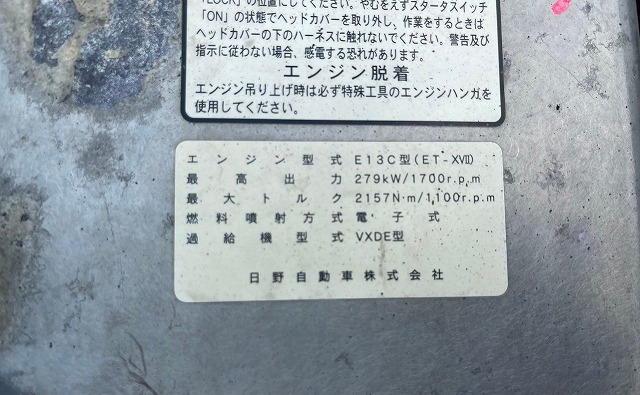 「LOCK」の位置にしてください。やむをえずスタータスイッチ
「ON」の状態でヘッドカバーを取り外し、作業をするときは
ヘッドカバーの下のハーネスに触れないでください。警告及び
指示に従わない場合、感電する恐れがあります。
エンジン脱着
エンジン吊り上げ時は必ず特殊工具のエンジンハンガを
使用してください。
エンジン型式 E13C型(ET-XVII)
最高出力 279kW/1700r.p.m
最大トルク 2157N·m/1,100r.p.m
燃料噴射方式 電子式
過給機型式 VXDE型
日野自動車株式会社